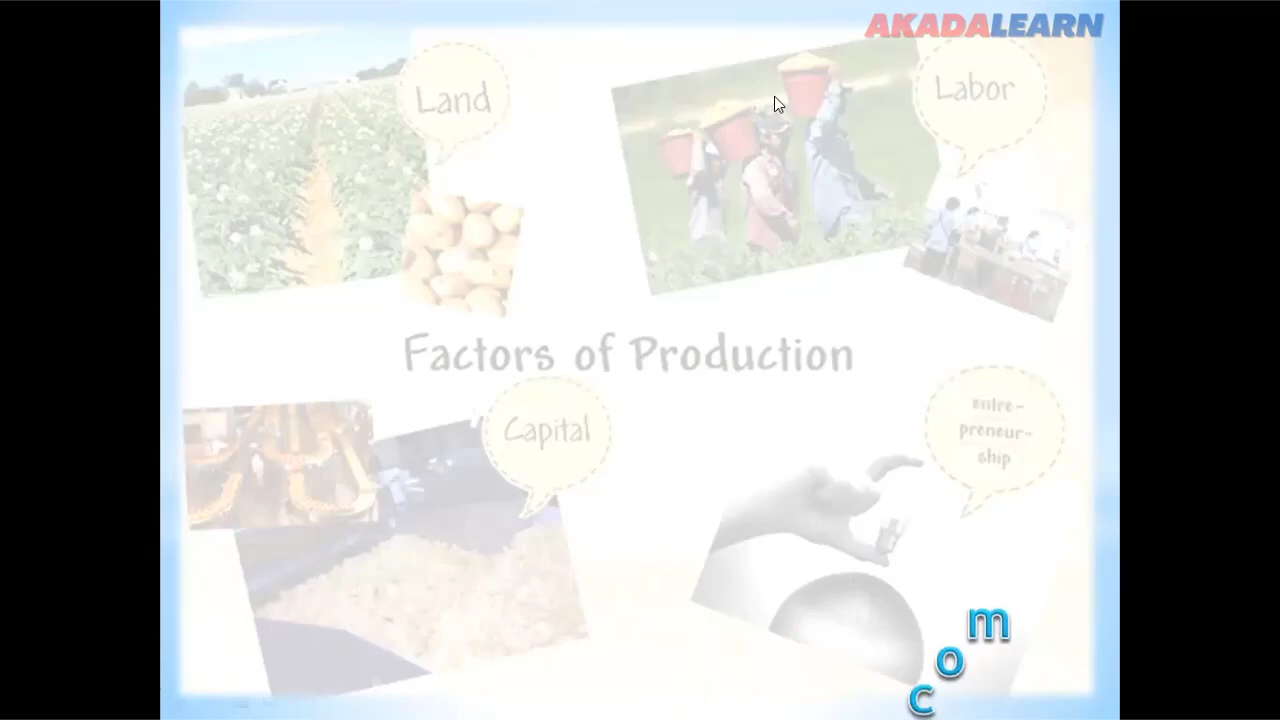 AKADALEARN
Land
Labor
Factors of Production
Capital
entre-
preneur-
ship
m
o
c